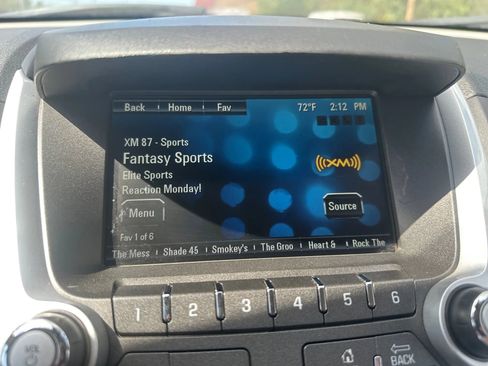 Back Home Fav 72°F 2:12 PM
XM 87 - Sports
Fantasy Sports
((XM))
Elite Sports
Reaction Monday!
Menu Source
Fav 1 of 6
The Mess Shade 45 Smokey's The Groo Heart & Rock The
1 2 3 4 5 6
VOL
BACK